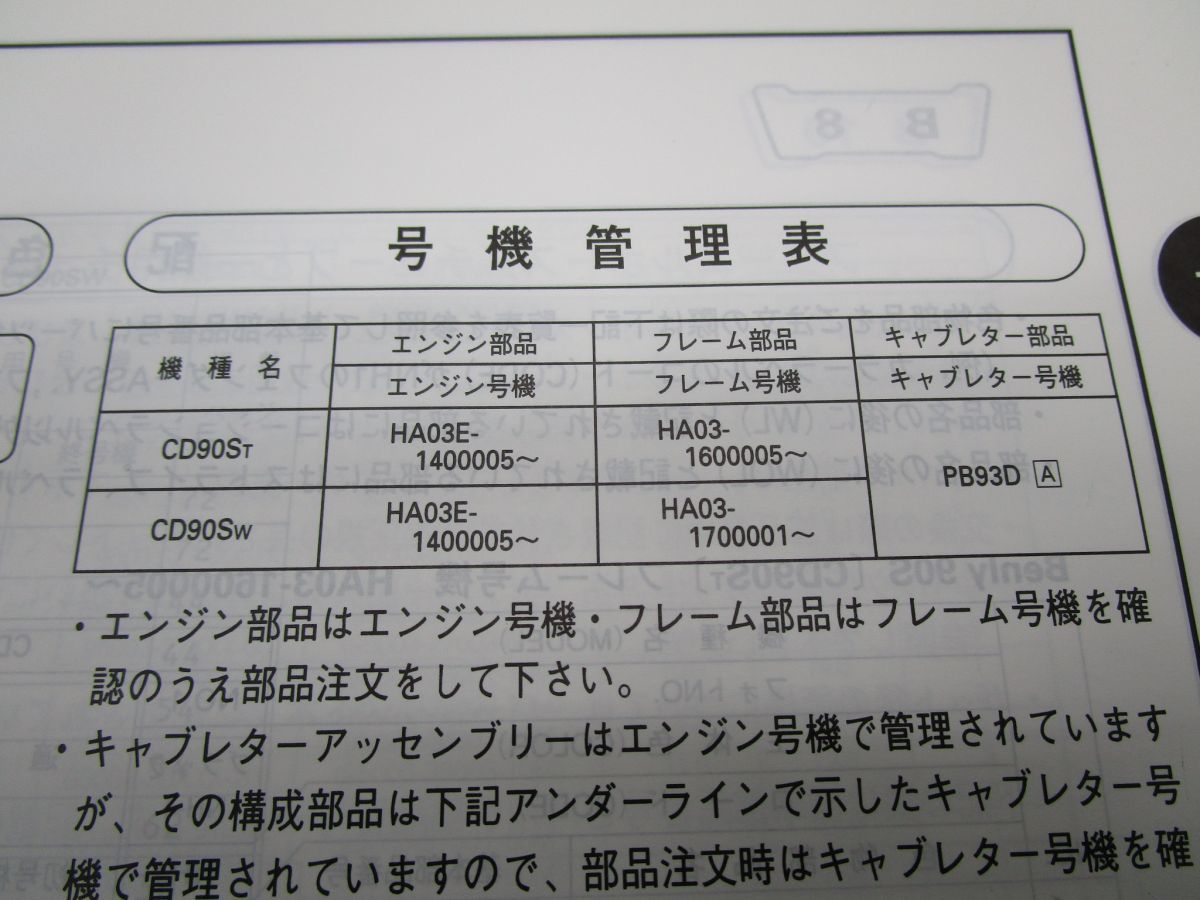 号機管理表
機種名 エンジン部品 フレーム部品 キャブレター部品
エンジン号機 フレーム号機 キャブレター号機
CD90ST HA03E-1400005～ HA03-1600005～ PB93D A
CD90SW HA03E-1400005～ HA03-1700001～
・エンジン部品はエンジン号機・フレーム部品はフレーム号機を確
認のうえ部品注文をして下さい。
・キャブレターアッセンブリーはエンジン号機で管理されています
が、その構成部品は下記アンダーラインで示したキャブレター号
機で管理されていますので、部品注文時はキャブレター号機を確